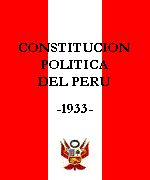 CONSTITUCION
POLITICA
DEL PERU
-1933-